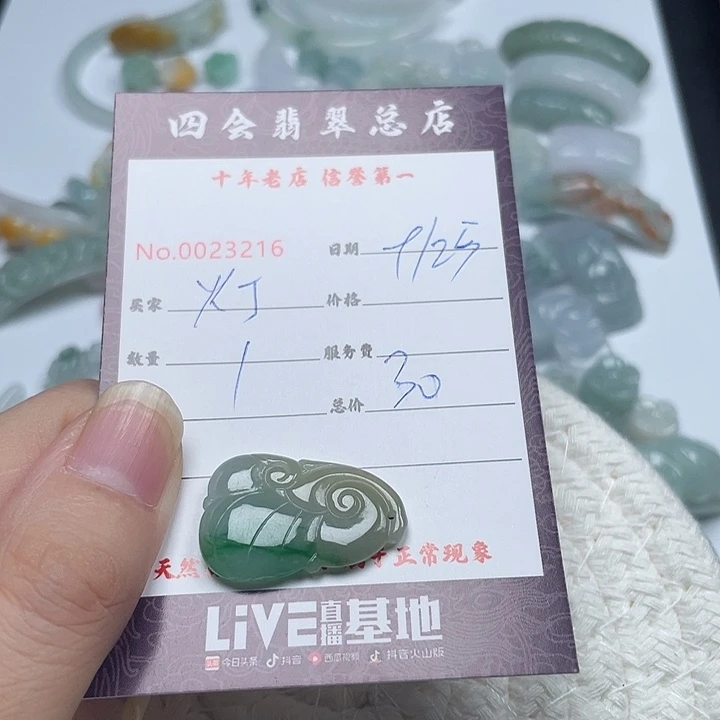 四会翡翠总店
十年老店 信誉第一
No.0023216 日期 9/25
买家 火丁 价格
数量 1 服务费
总价 30
天然 正常现象
LiVE直播基地
今日头条 抖音 西瓜视频 抖音火山版